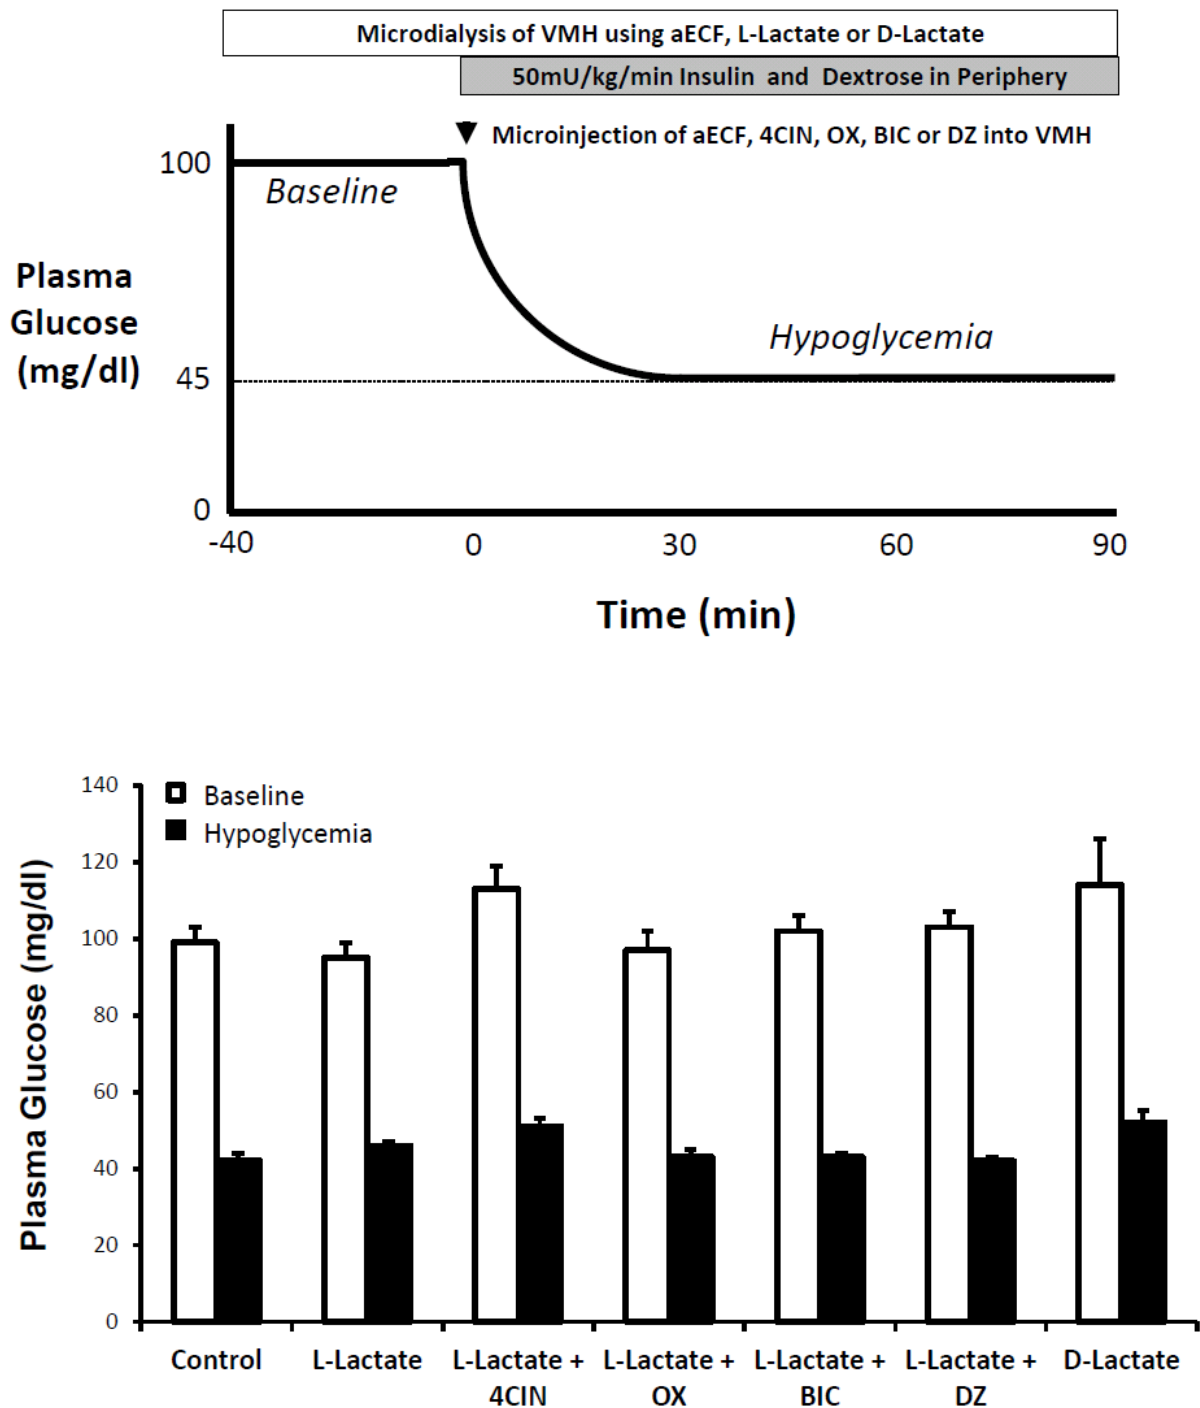 Microdialysis of VMH using aECF, L-Lactate or D-Lactate
50mU/kg/min Insulin and Dextrose in Periphery
Microinjection of aECF, 4CIN, OX, BIC or DZ into VMH
100
Baseline
Plasma
Glucose
(mg/dl)
Hypoglycemia
45
0
-40
0
30
60
90
Time (min)
140
120
100
80
60
40
20
0
Plasma Glucose (mg/dl)
Baseline
Hypoglycemia
Control
L-Lactate
L-Lactate +
4CIN
L-Lactate +
OX
L-Lactate +
BIC
L-Lactate +
DZ
D-Lactate